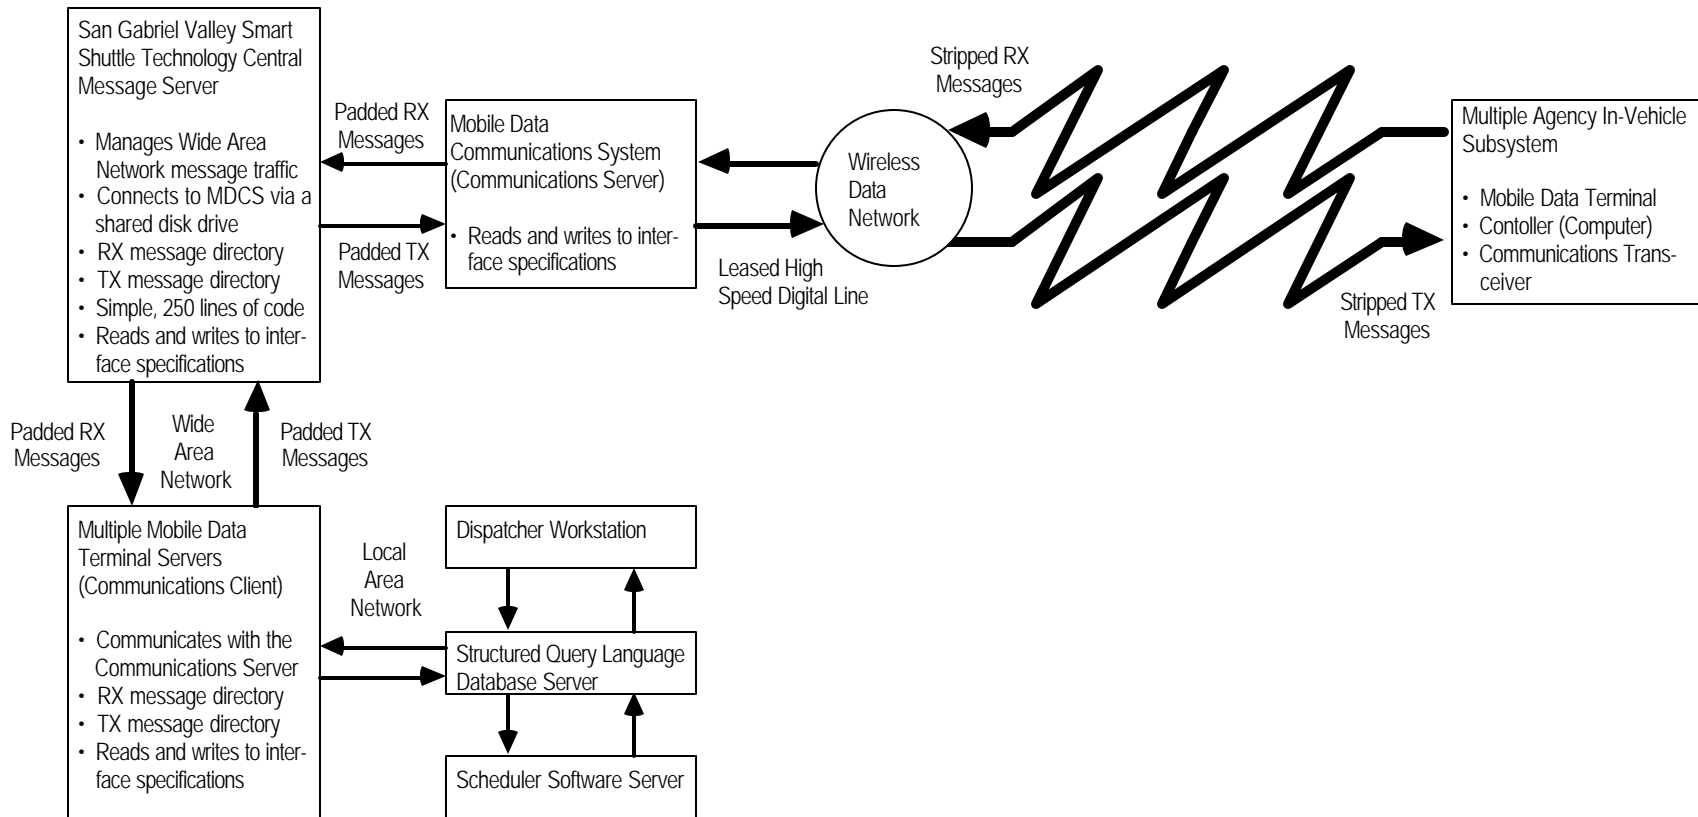 San Gabriel Valley Smart
Shuttle Technology Central
Message Server
• Manages Wide Area
Network message traffic
• Connects to MDCS via a
shared disk drive
• RX message directory
• TX message directory
• Simple, 250 lines of code
• Reads and writes to inter-
face specifications
Padded RX
Messages
Padded TX
Messages
Mobile Data
Communications System
(Communications Server)
• Reads and writes to inter-
face specifications
Leased High
Speed Digital Line
Wireless
Data
Network
Stripped RX
Messages
Stripped TX
Messages
Multiple Agency In-Vehicle
Subsystem
• Mobile Data Terminal
• Contoller (Computer)
• Communications Trans-
ceiver
Padded RX
Messages
Wide
Area
Network
Padded TX
Messages
Multiple Mobile Data
Terminal Servers
(Communications Client)
• Communicates with the
Communications Server
• RX message directory
• TX message directory
• Reads and writes to inter-
face specifications
Local
Area
Network
Dispatcher Workstation
Structured Query Language
Database Server
Scheduler Software Server